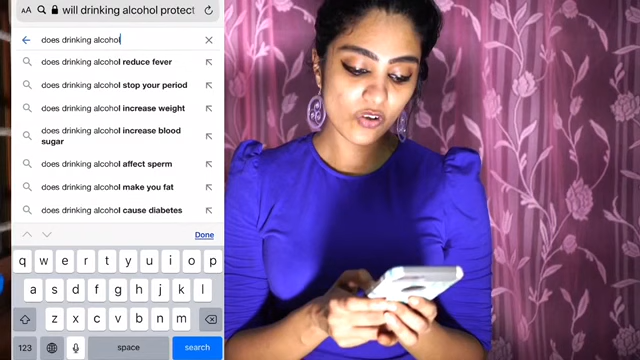 AA will drinking alcohol protect
does drinking alcohol
does drinking alcohol reduce fever
does drinking alcohol stop your period
does drinking alcohol increase weight
does drinking alcohol increase blood
sugar
does drinking alcohol affect sperm
does drinking alcohol make you fat
does drinking alcohol cause diabetes
Done
q w e r t y u i o p
a s d f g h j k l
z x c v b n m
123 space search